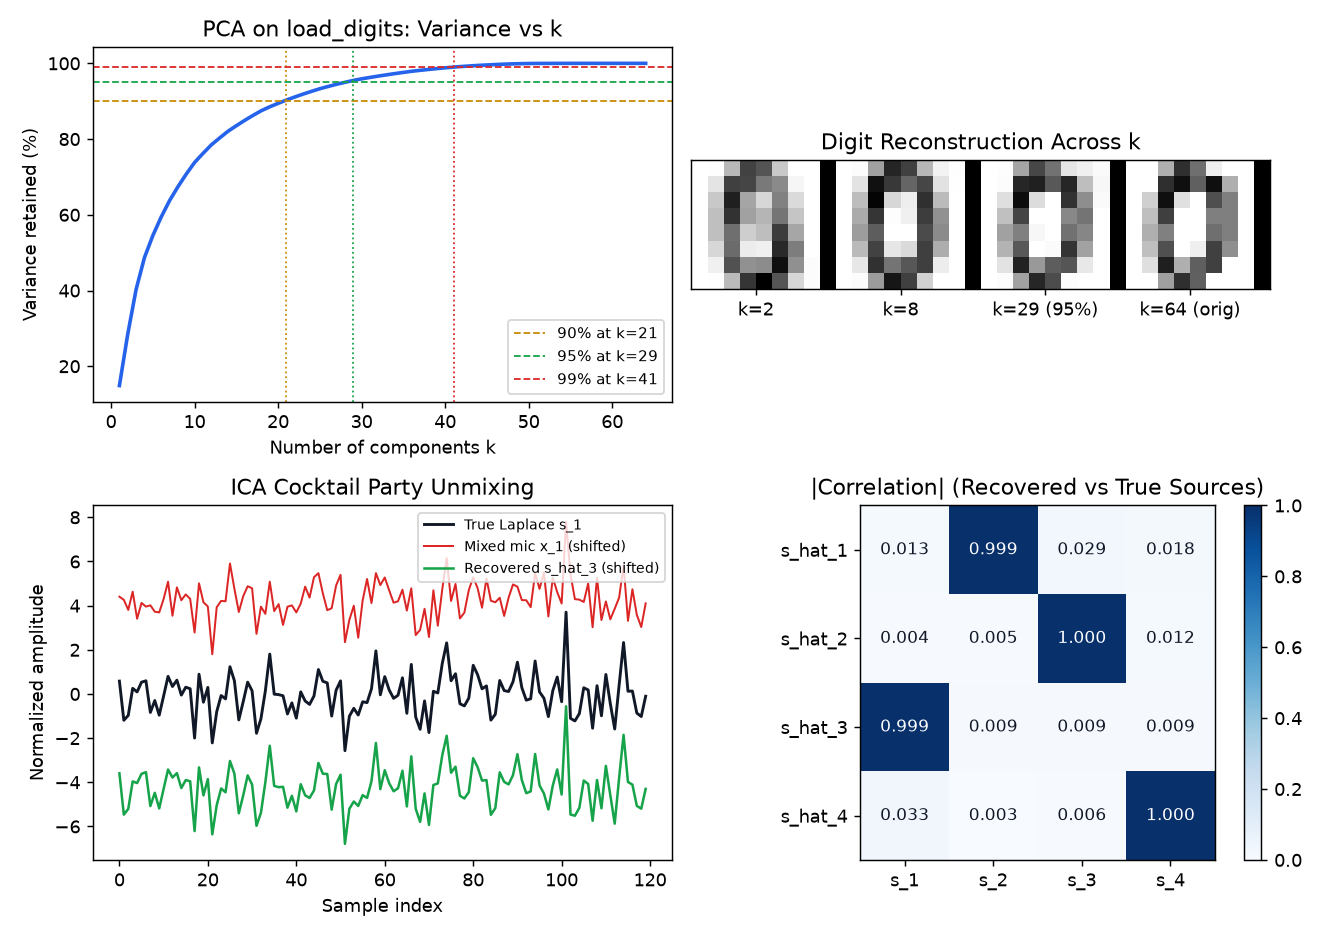 PCA on load_digits: Variance vs k
Variance retained (%)
100
80
60
40
20
0
10
20
30
40
50
60
Number of components k
90% at k=21
95% at k=29
99% at k=41
Digit Reconstruction Across k
k=2
k=8
k=29 (95%)
k=64 (orig)
ICA Cocktail Party Unmixing
Normalized amplitude
8
6
4
2
0
−2
−4
−6
0
20
40
60
80
100
120
Sample index
True Laplace s_1
Mixed mic x_1 (shifted)
Recovered s_hat_3 (shifted)
|Correlation| (Recovered vs True Sources)
s_hat_1
0.013 0.999 0.029 0.018
s_hat_2
0.004 0.005 1.000 0.012
s_hat_3
0.999 0.009 0.009 0.009
s_hat_4
0.033 0.003 0.006 1.000
s_1
s_2
s_3
s_4
1.0
0.8
0.6
0.4
0.2
0.0